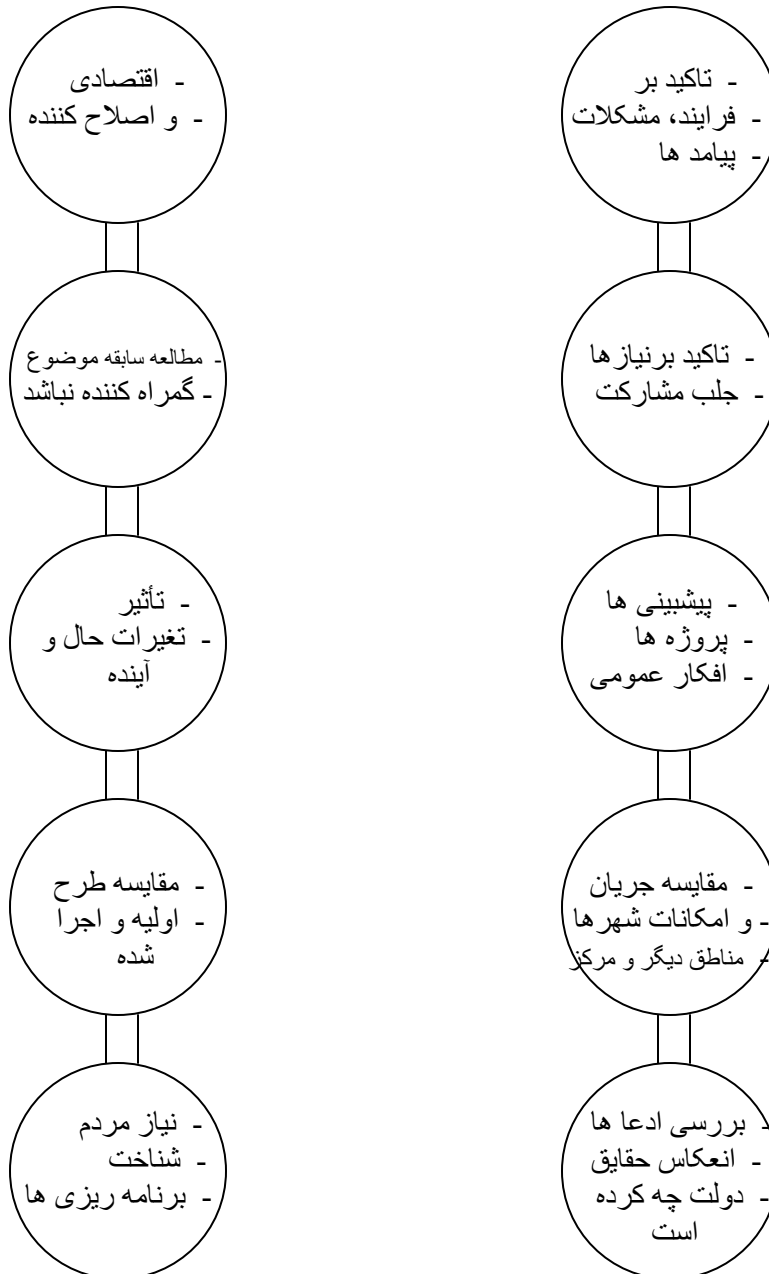 - تاکید بر
- فرایند، مشکلات
- پیامد ها
- تاکید برنیازها
- جلب مشارکت
- پیشبینی ها
- پروژه ها
- افکار عمومی
- مقایسه جریان
- و امکانات شهرها
- مناطق دیگر و مرکز
- بررسی ادعا ها
- انعکاس حقایق
- دولت چه کرده
است
- اقتصادی
- و اصلاح کننده
- مطالعه سابقه موضوع
- گمراه کننده نباشد
- تأثیر
- تغیرات حال و
آینده
- مقایسه طرح
- اولیه و اجرا
شده
- نیاز مردم
- شناخت
- برنامه ریزی ها